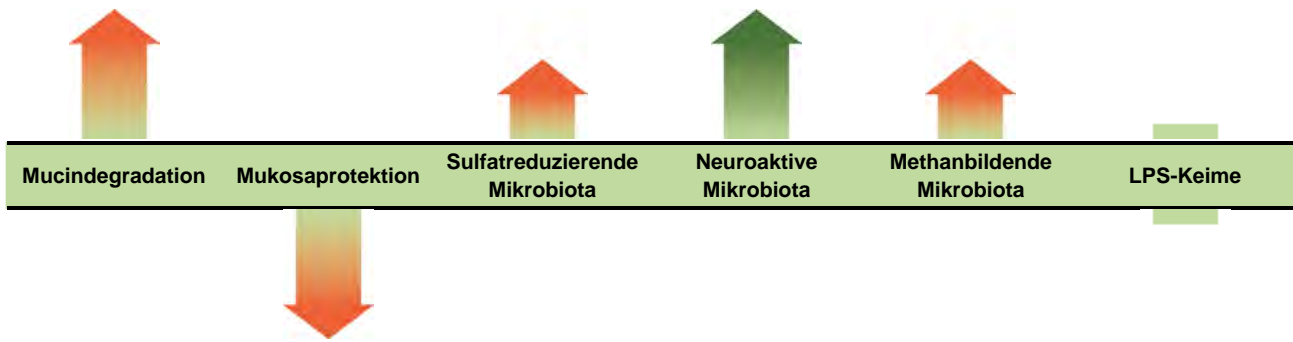 Mucindegradation
Mukosaprotektion
Sulfatreduzierende
Mikrobiota
Neuroaktive
Mikrobiota
Methanbildende
Mikrobiota
LPS-Keime